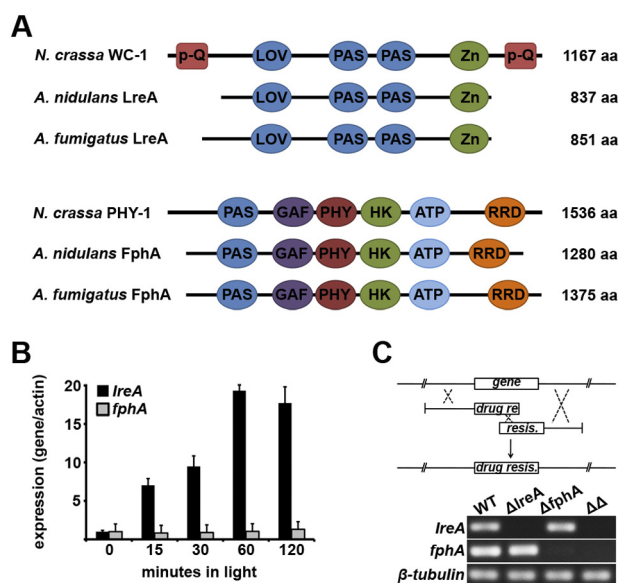 A
N. crassa WC-1 p-Q LOV PAS PAS Zn p-Q 1167 aa
A. nidulans LreA LOV PAS PAS Zn 837 aa
A. fumigatus LreA LOV PAS PAS Zn 851 aa
N. crassa PHY-1 PAS GAF PHY HK ATP RRD 1536 aa
A. nidulans FphA PAS GAF PHY HK ATP RRD 1280 aa
A. fumigatus FphA PAS GAF PHY HK ATP RRD 1375 aa
B
expression (gene/actin)
20
15
10
5
lreA
fphA
0 15 30 60 120
minutes in light
C
gene
drug re
resis.
drug resis.
WT ΔlreA ΔfphA ΔΔ
lreA
fphA
β-tubulin